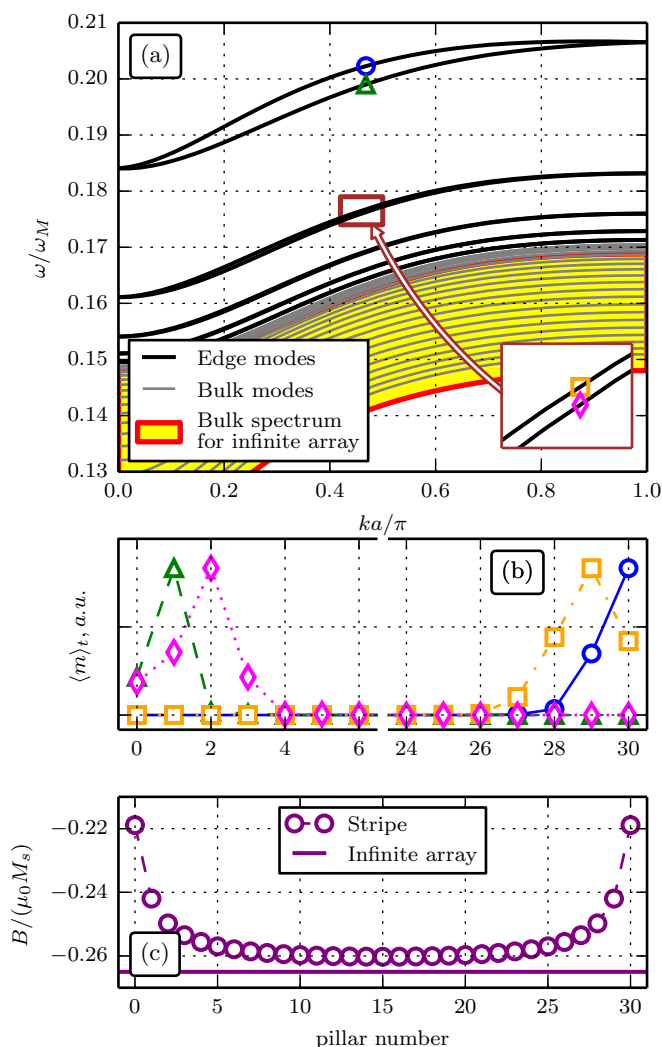 0.21
(a)
0.20
0.19
0.18
0.17
0.16
0.15
0.14
0.13
ω/ω_M
Edge modes
Bulk modes
Bulk spectrum
for infinite array
0.0 0.2 0.4 0.6 0.8 1.0
ka/π
(b)
⟨m⟩_t, a.u.
0 2 4 6 24 26 28 30
−0.22
−0.24
−0.26
B/(μ₀M_s)
Stripe
Infinite array
(c)
0 5 10 15 20 25 30
pillar number